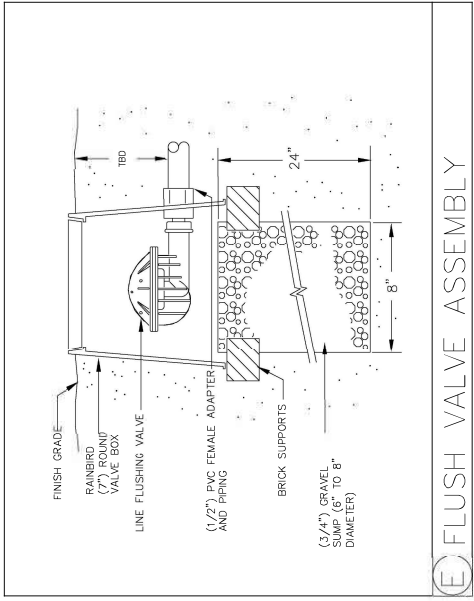 FINISH GRADE
RAINBIRD
(7") ROUND
VALVE BOX
LINE FLUSHING VALVE
(1/2") PVC FEMALE ADAPTER
AND PIPING
BRICK SUPPORTS
(3/4") GRAVEL
SUMP (6" TO 8"
DIAMETER)
TBD
24"
8"
E FLUSH VALVE ASSEMBLY